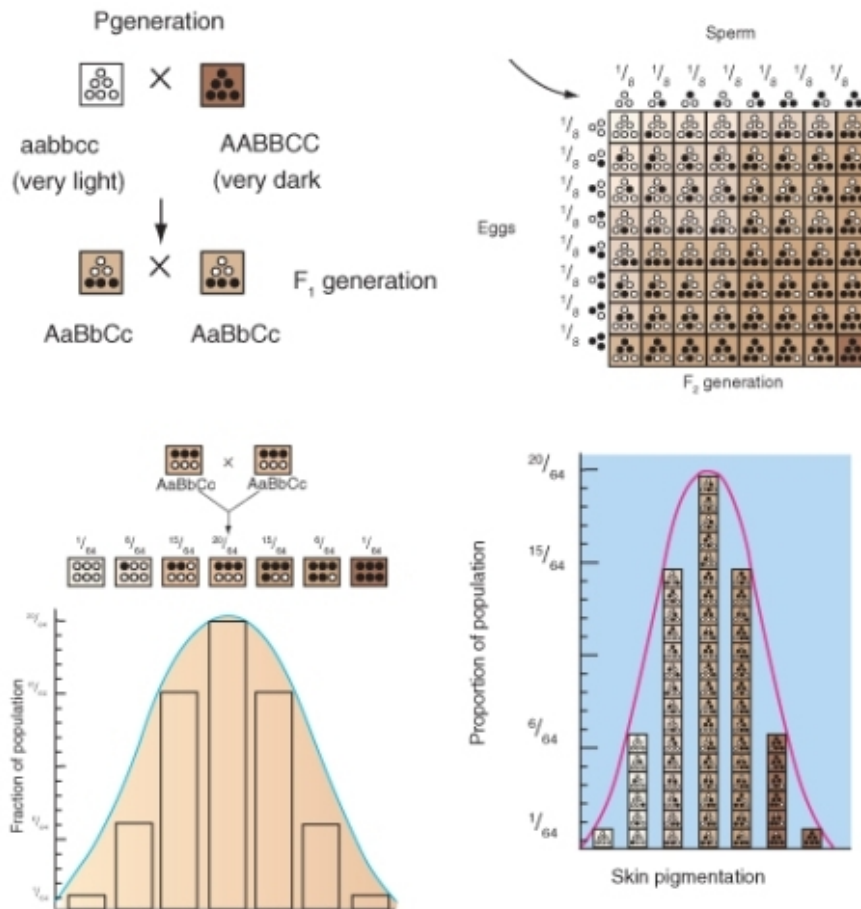 Pgeneration
×
aabbcc AABBCC
(very light) (very dark
×
F₁ generation
AaBbCc AaBbCc
Sperm
1/8 1/8 1/8 1/8 1/8 1/8 1/8 1/8
1/8
1/8
1/8
1/8
Eggs
1/8
1/8
1/8
1/8
F₂ generation
×
AaBbCc AaBbCc
1/64 6/64 15/64 20/64 15/64 6/64 1/64
Fraction of population
20/64
15/64
6/64
1/64
Proportion of population
Skin pigmentation